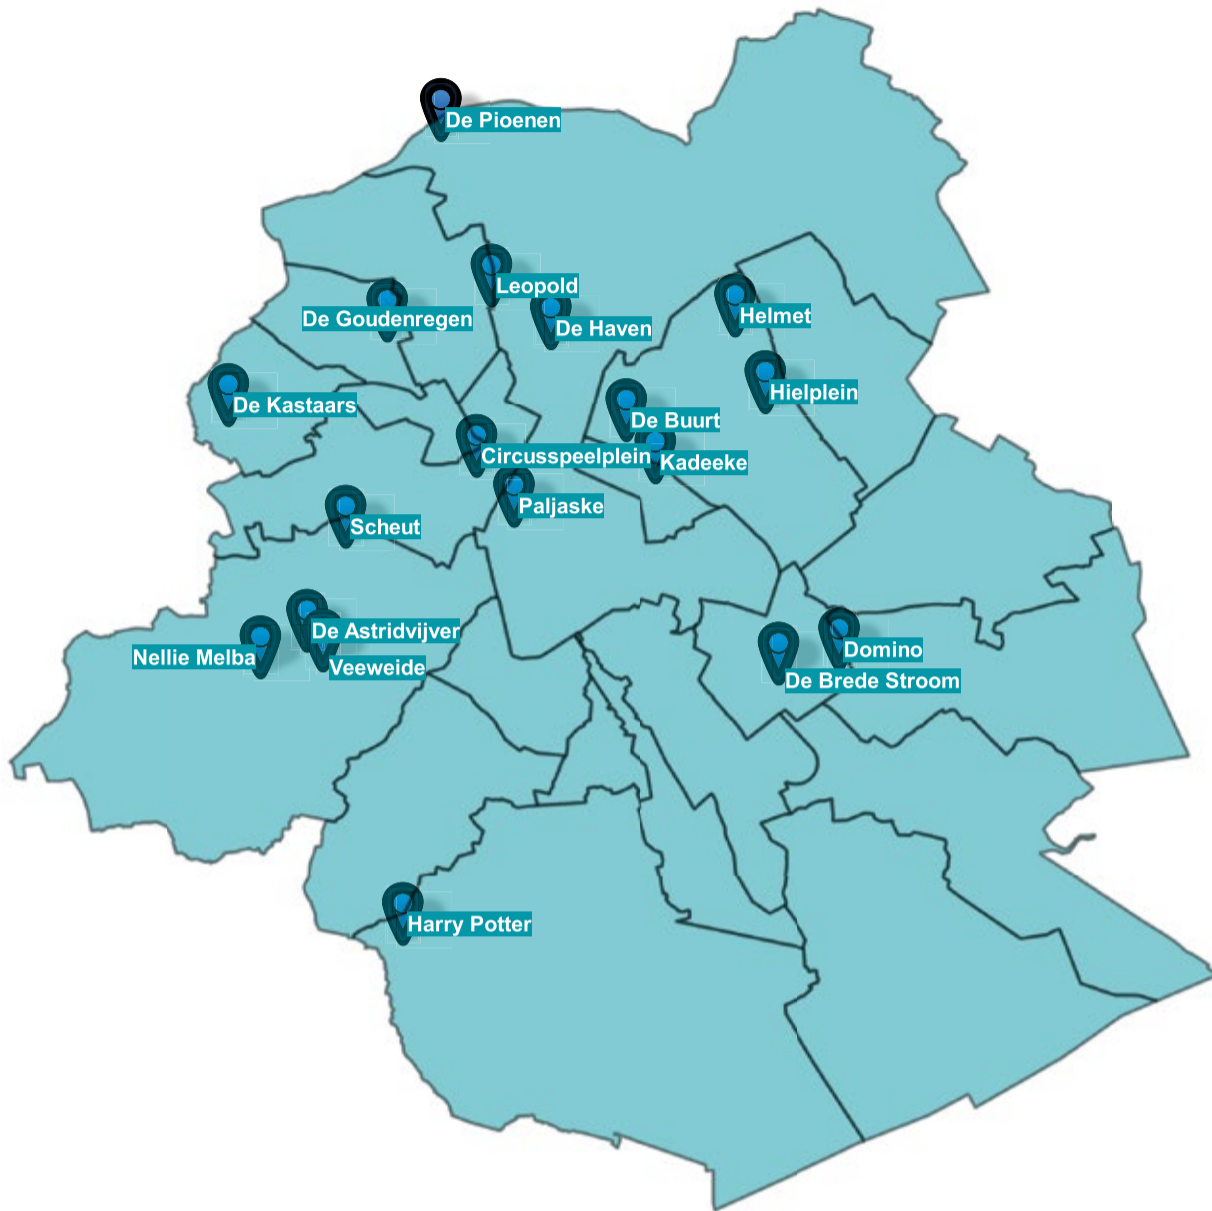 De Pioenen
Leopold
De Goudenregen
De Haven
Helmet
Hielplein
De Kastaars
De Buurt
Circusspeelplein
Kadeeke
Paljaske
Scheut
De Astridvijver
Nellie Melba
Veeweide
Domino
De Brede Stroom
Harry Potter